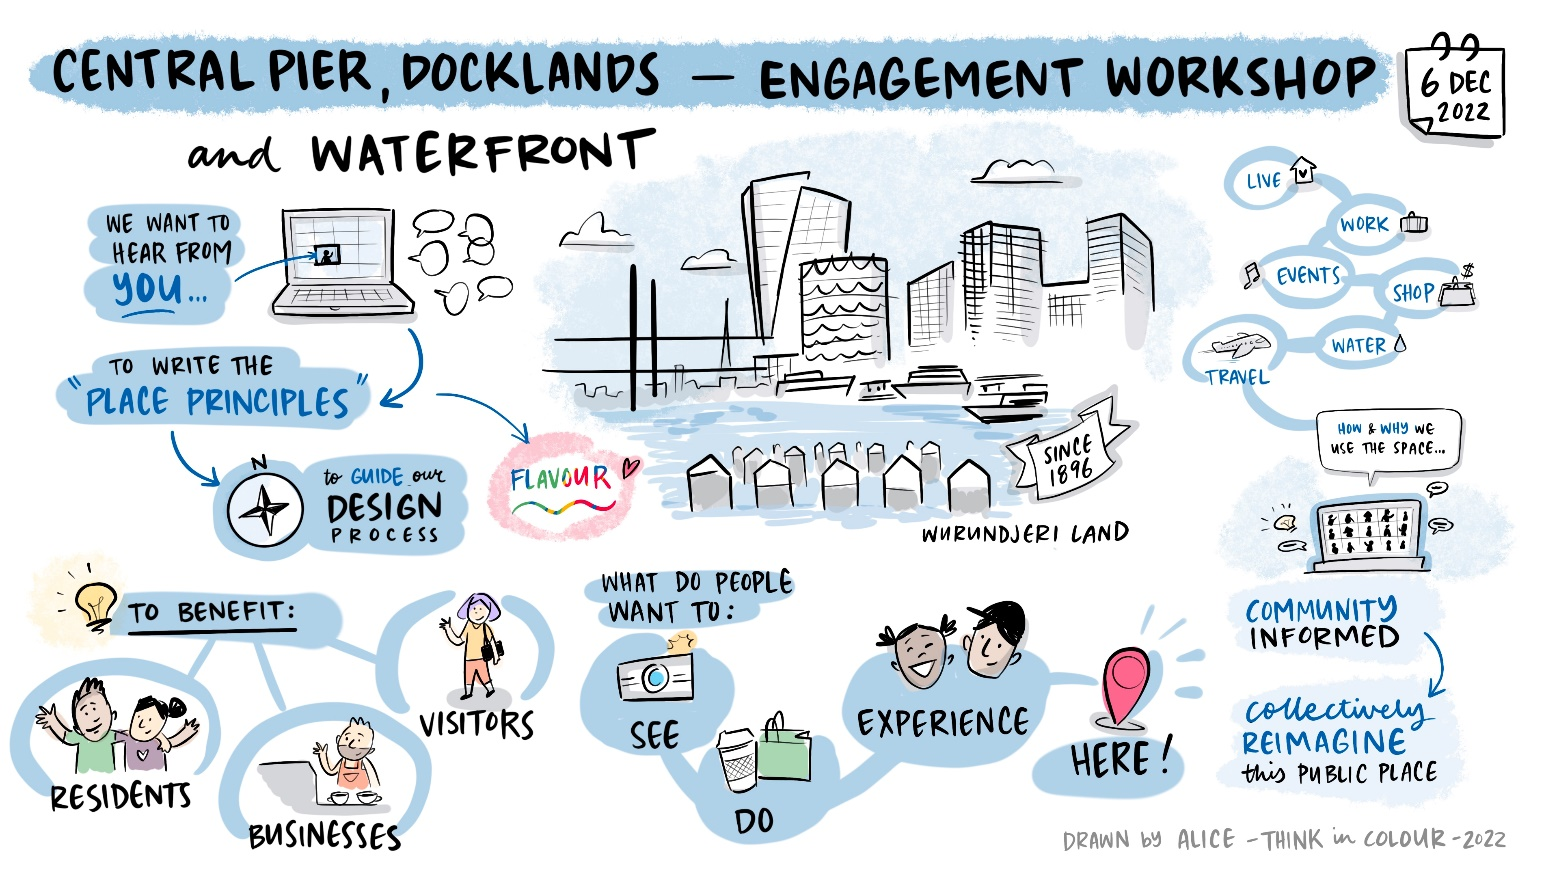 CENTRAL PIER, DOCKLANDS — ENGAGEMENT WORKSHOP
and WATERFRONT
6 DEC
2022
WE WANT TO
HEAR FROM
YOU...
TO WRITE THE
"PLACE PRINCIPLES"
N
to GUIDE our
DESIGN
PROCESS
FLAVOUR
SINCE
1896
WURUNDJERI LAND
LIVE
WORK
EVENTS
$
SHOP
WATER
TRAVEL
HOW & WHY WE
USE THE SPACE...
COMMUNITY
INFORMED
collectively
REIMAGINE
this PUBLIC PLACE
TO BENEFIT:
RESIDENTS
BUSINESSES
VISITORS
WHAT DO PEOPLE
WANT TO:
SEE
DO
EXPERIENCE
HERE!
DRAWN by ALICE - THINK in COLOUR - 2022